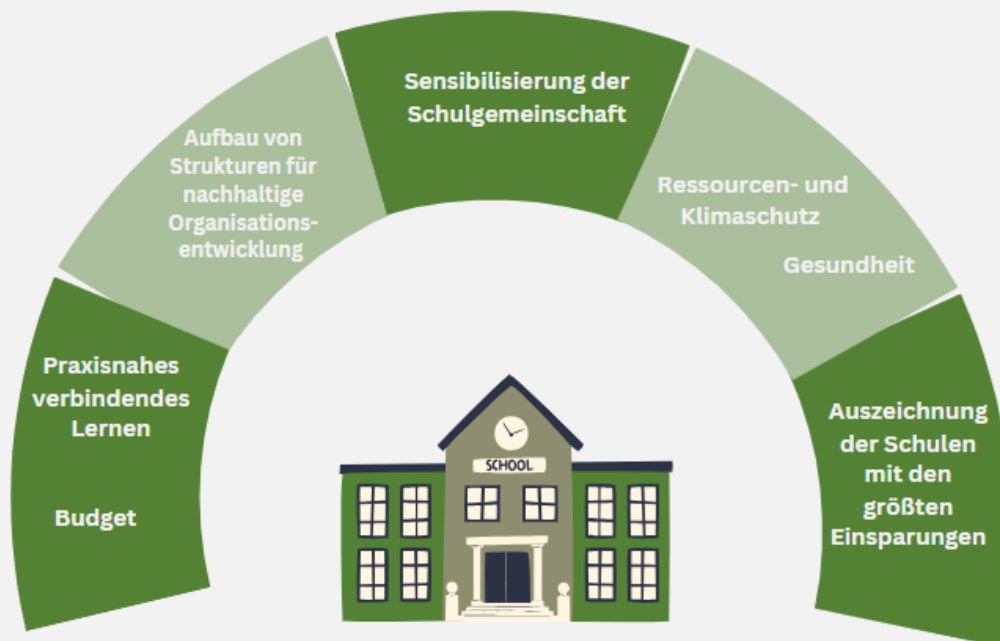 Sensibilisierung der
Schulgemeinschaft
Aufbau von
Strukturen für
nachhaltige
Organisations-
entwicklung
Ressourcen- und
Klimaschutz
Gesundheit
Praxisnahes
verbindendes
Lernen
Budget
Auszeichnung
der Schulen
mit den
größten
Einsparungen
SCHOOL